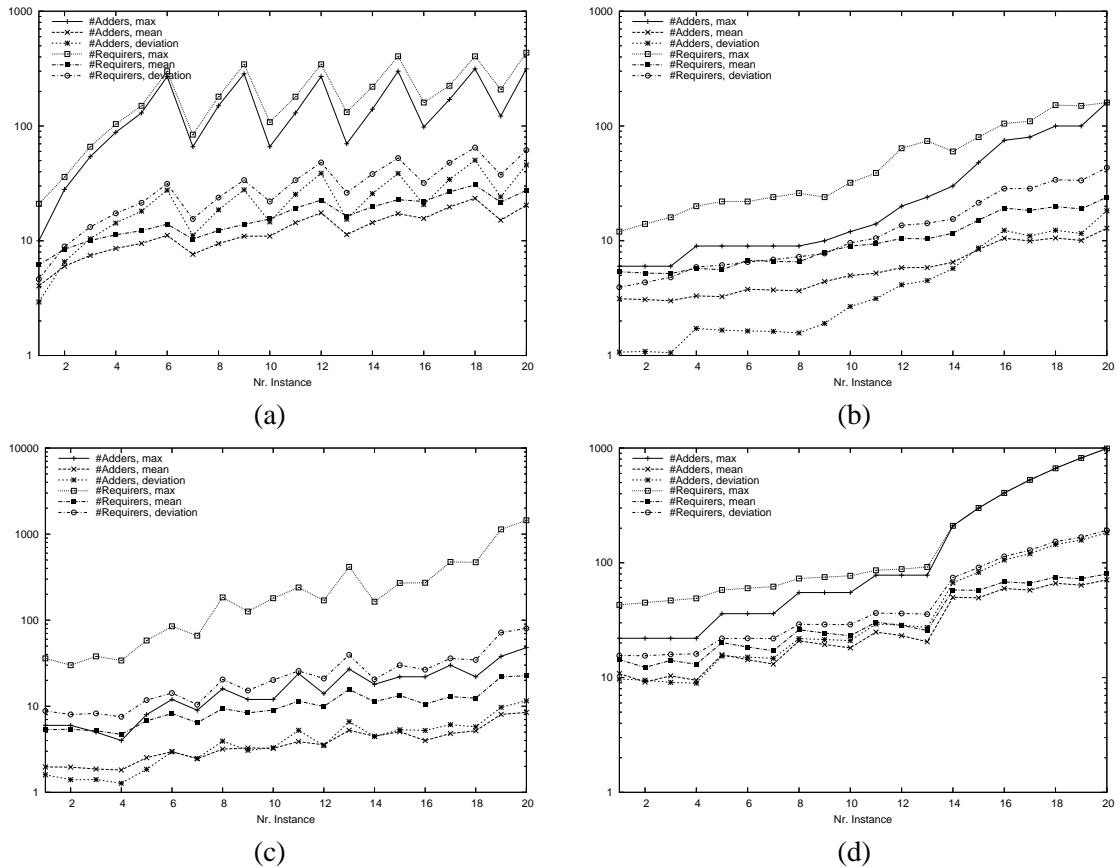 1000
100
10
1
#Adders, max
#Adders, mean
#Adders, deviation
#Requirers, max
#Requirers, mean
#Requirers, deviation
2 4 6 8 10 12 14 16 18 20
Nr. Instance
(a)
1000
100
10
1
#Adders, max
#Adders, mean
#Adders, deviation
#Requirers, max
#Requirers, mean
#Requirers, deviation
2 4 6 8 10 12 14 16 18 20
Nr. Instance
(b)
10000
1000
100
10
1
#Adders, max
#Adders, mean
#Adders, deviation
#Requirers, max
#Requirers, mean
#Requirers, deviation
2 4 6 8 10 12 14 16 18 20
Nr. Instance
(c)
1000
100
10
1
#Adders, max
#Adders, mean
#Adders, deviation
#Requirers, max
#Requirers, mean
#Requirers, deviation
2 4 6 8 10 12 14 16 18 20
Nr. Instance
(d)